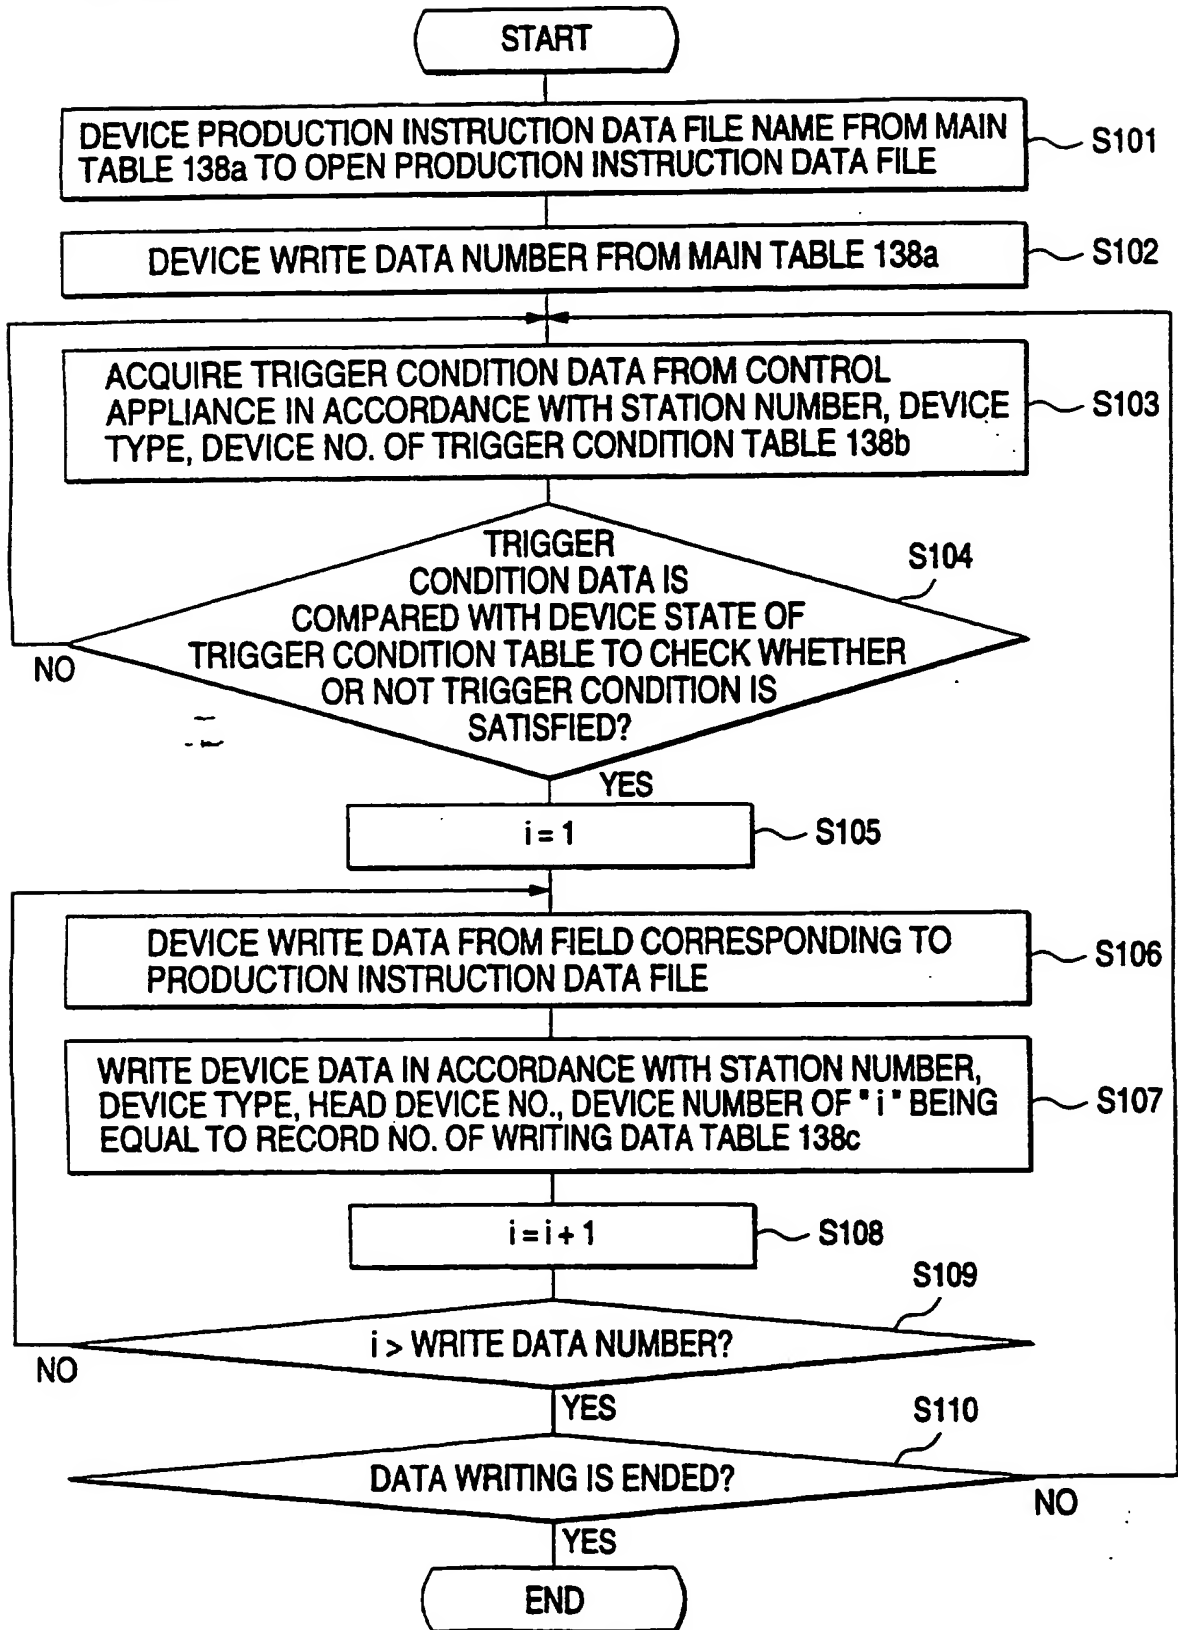 START
DEVICE PRODUCTION INSTRUCTION DATA FILE NAME FROM MAIN
TABLE 138a TO OPEN PRODUCTION INSTRUCTION DATA FILE
S101
DEVICE WRITE DATA NUMBER FROM MAIN TABLE 138a
S102
ACQUIRE TRIGGER CONDITION DATA FROM CONTROL
APPLIANCE IN ACCORDANCE WITH STATION NUMBER, DEVICE
TYPE, DEVICE NO. OF TRIGGER CONDITION TABLE 138b
S103
TRIGGER
CONDITION DATA IS
COMPARED WITH DEVICE STATE OF
TRIGGER CONDITION TABLE TO CHECK WHETHER
OR NOT TRIGGER CONDITION IS
SATISFIED?
S104
NO
YES
i = 1
S105
DEVICE WRITE DATA FROM FIELD CORRESPONDING TO
PRODUCTION INSTRUCTION DATA FILE
S106
WRITE DEVICE DATA IN ACCORDANCE WITH STATION NUMBER,
DEVICE TYPE, HEAD DEVICE NO., DEVICE NUMBER OF "i" BEING
EQUAL TO RECORD NO. OF WRITING DATA TABLE 138c
S107
i = i + 1
S108
S109
i > WRITE DATA NUMBER?
NO
YES
S110
DATA WRITING IS ENDED?
NO
YES
END